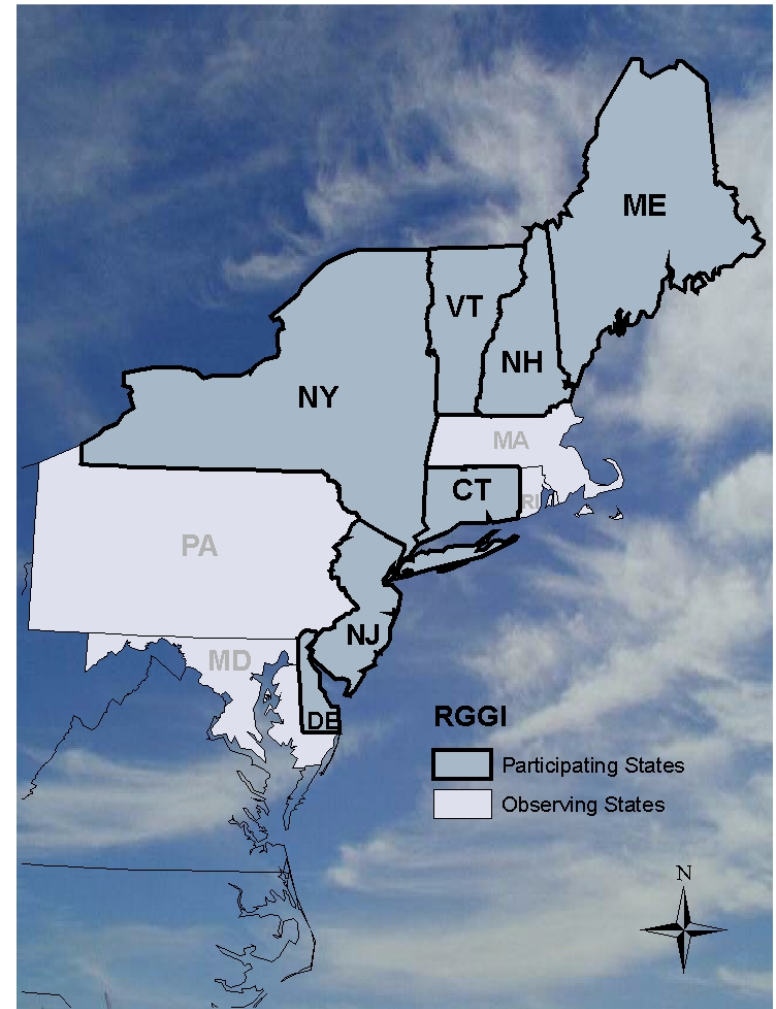 ME
VT
NH
NY
MA
CT
RI
PA
NJ
MD
DE
RGGI
Participating States
Observing States
N